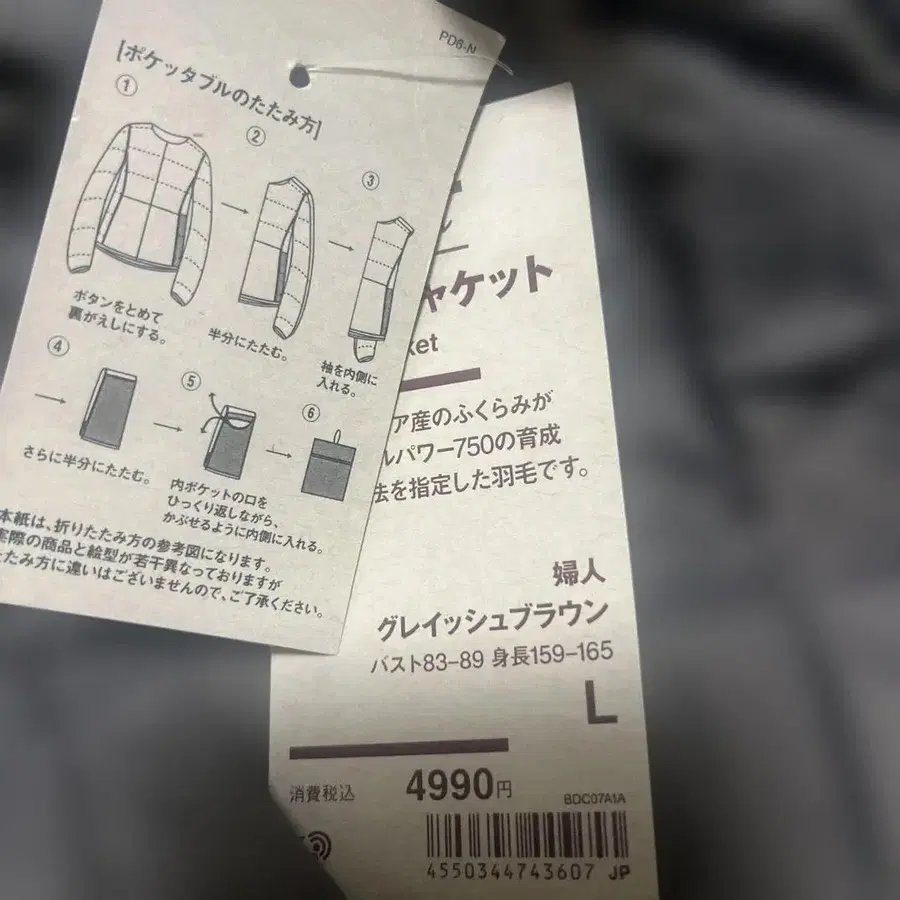 PD6-N
[ポケッタブルのたたみ方]
①
②
③
ボタンをとめて
裏がえしにする。
半分にたたむ。
袖を内側に
入れる。
④
⑤
⑥
さらに半分にたたむ。
内ポケットの口を
ひっくり返しながら、
かぶせるように内側に入れる。
本紙は、折りたたみ方の参考図になります。
実際の商品と絵型が若干異なっておりますが
たたみ方に違いはございませんので、ご了承ください。
ャケット
ket
ア産のふくらみが
ルパワー750の育成
法を指定した羽毛です。
婦人
グレイッシュブラウン
バスト83–89 身長159–165
L
消費税込 4990円
BDC07A1A
4550344743607 JP